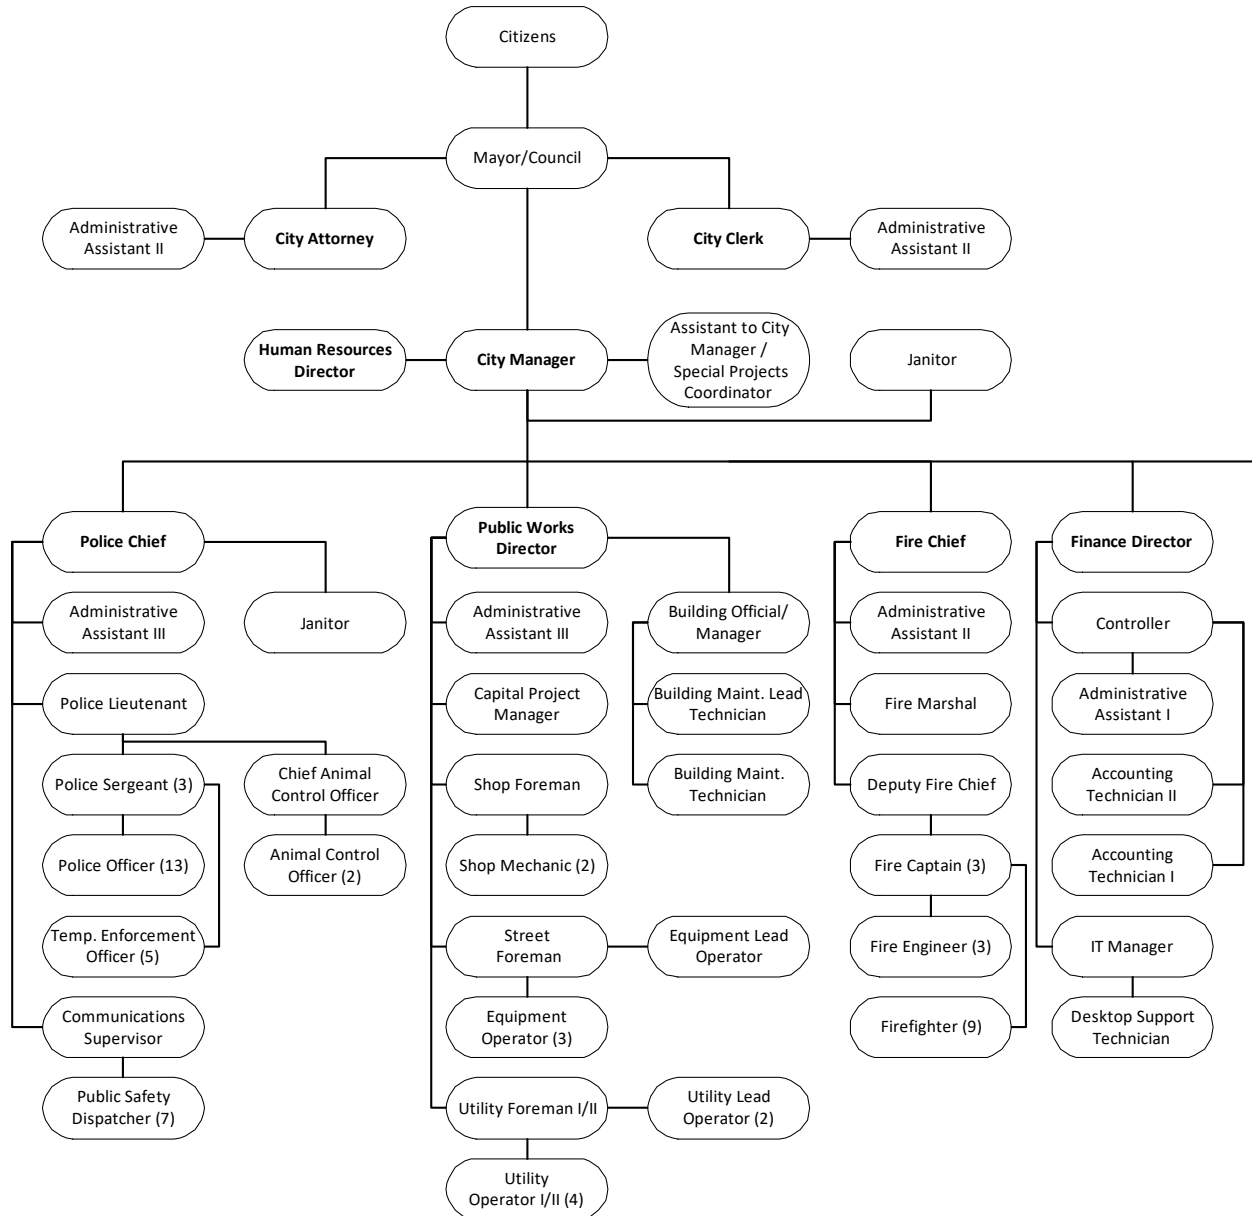 Citizens
Mayor/Council
Administrative
Assistant II
City Attorney
City Clerk
Administrative
Assistant II
Human Resources
Director
City Manager
Assistant to City
Manager /
Special Projects
Coordinator
Janitor
Police Chief
Public Works
Director
Fire Chief
Finance Director
Administrative
Assistant III
Janitor
Administrative
Assistant III
Building Official/
Manager
Administrative
Assistant II
Controller
Police Lieutenant
Capital Project
Manager
Building Maint. Lead
Technician
Fire Marshal
Administrative
Assistant I
Police Sergeant (3)
Chief Animal
Control Officer
Shop Foreman
Building Maint.
Technician
Deputy Fire Chief
Accounting
Technician II
Police Officer (13)
Animal Control
Officer (2)
Shop Mechanic (2)
Fire Captain (3)
Accounting
Technician I
Temp. Enforcement
Officer (5)
Street
Foreman
Equipment Lead
Operator
Fire Engineer (3)
IT Manager
Communications
Supervisor
Equipment
Operator (3)
Firefighter (9)
Desktop Support
Technician
Public Safety
Dispatcher (7)
Utility Foreman I/II
Utility Lead
Operator (2)
Utility
Operator I/II (4)